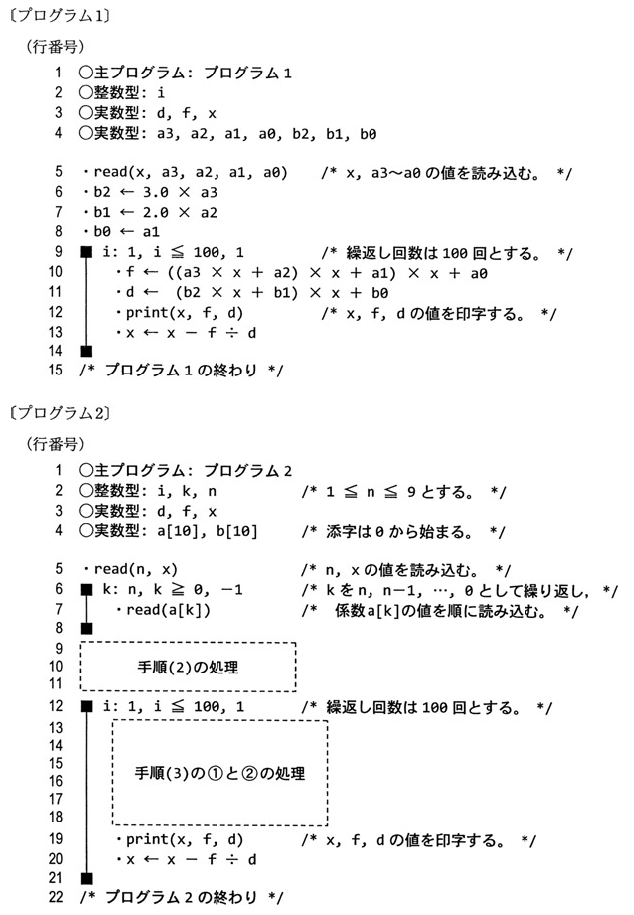 〔プログラム1〕
(行番号)
1 ○主プログラム: プログラム1
2 ○整数型: i
3 ○実数型: d, f, x
4 ○実数型: a3, a2, a1, a0, b2, b1, b0
5 ・read(x, a3, a2, a1, a0) /* x, a3〜a0 の値を読み込む。 */
6 ・b2 ← 3.0 × a3
7 ・b1 ← 2.0 × a2
8 ・b0 ← a1
9 ■ i: 1, i ≦ 100, 1 /* 繰返し回数は 100 回とする。 */
10 ・f ← ((a3 × x + a2) × x + a1) × x + a0
11 ・d ← (b2 × x + b1) × x + b0
12 ・print(x, f, d) /* x, f, d の値を印字する。 */
13 ・x ← x − f ÷ d
14 ■
15 /* プログラム1の終わり */
〔プログラム2〕
(行番号)
1 ○主プログラム: プログラム2
2 ○整数型: i, k, n /* 1 ≦ n ≦ 9 とする。 */
3 ○実数型: d, f, x
4 ○実数型: a[10], b[10] /* 添字は 0 から始まる。 */
5 ・read(n, x) /* n, x の値を読み込む。 */
6 ■ k: n, k ≧ 0, −1 /* k を n, n−1, …, 0 として繰り返し, */
7 ・read(a[k]) /* 係数 a[k] の値を順に読み込む。 */
8 ■
9
10 手順(2)の処理
11
12 ■ i: 1, i ≦ 100, 1 /* 繰返し回数は 100 回とする。 */
13
14
15 手順(3)の①と②の処理
16
17
18
19 ・print(x, f, d) /* x, f, d の値を印字する。 */
20 ・x ← x − f ÷ d
21 ■
22 /* プログラム2の終わり */